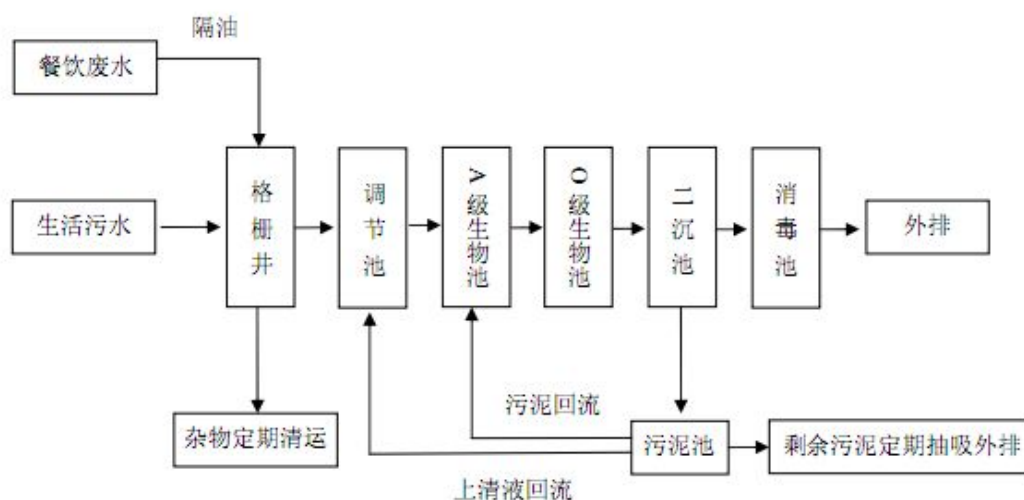 隔油
餐饮废水
生活污水
格栅井
调节池
A级生物池
O级生物池
二沉池
消毒池
外排
污泥回流
杂物定期清运
污泥池
剩余污泥定期抽吸外排
上清液回流